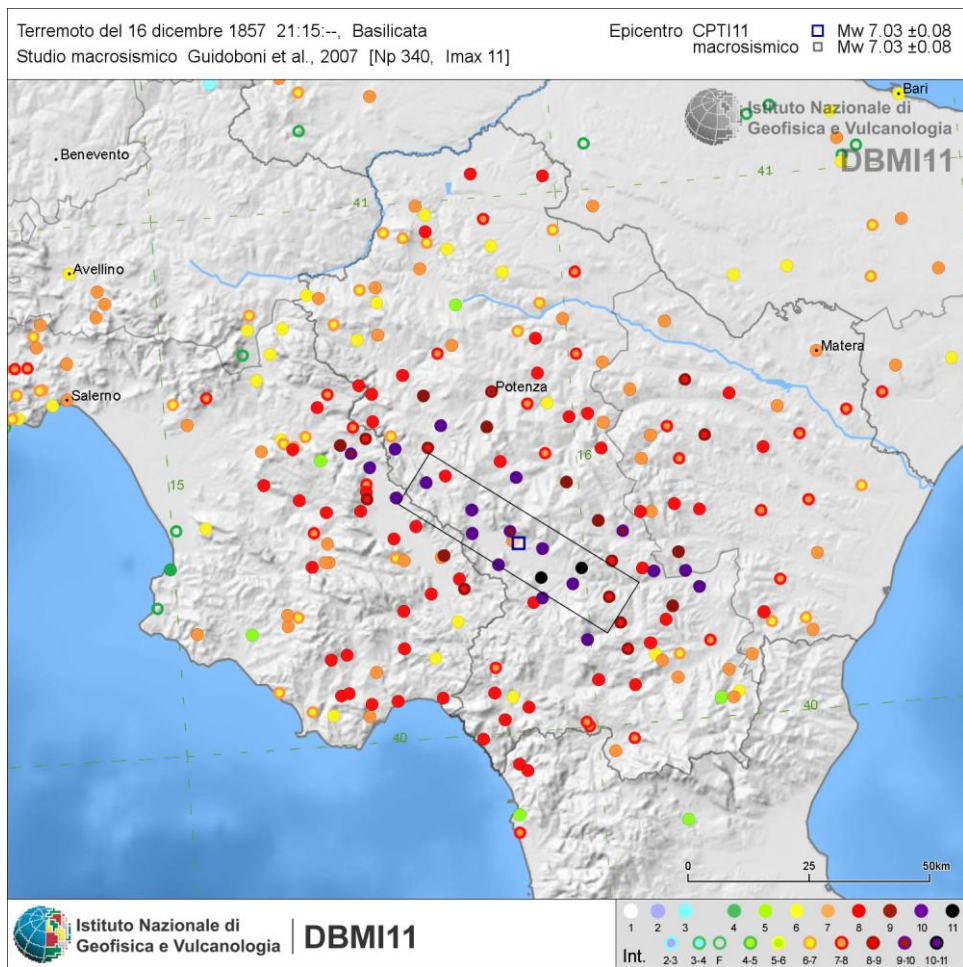 Terremoto del 16 dicembre 1857 21:15:--, Basilicata
Studio macrosismico Guidoboni et al., 2007 [Np 340, Imax 11]
Epicentro CPTI11 Mw 7.03 ±0.08
macrosismico Mw 7.03 ±0.08
Bari
Istituto Nazionale di
Geofisica e Vulcanologia
DBMI11
Benevento
41
41
Avellino
Matera
Potenza
Salerno
16
15
40
40
0 25 50km
Istituto Nazionale di
Geofisica e Vulcanologia
DBMI11
1 2 3 4 5 6 7 8 9 10 11
Int. 2-3 3-4 F 4-5 5-6 6-7 7-8 8-9 9-10 10-11